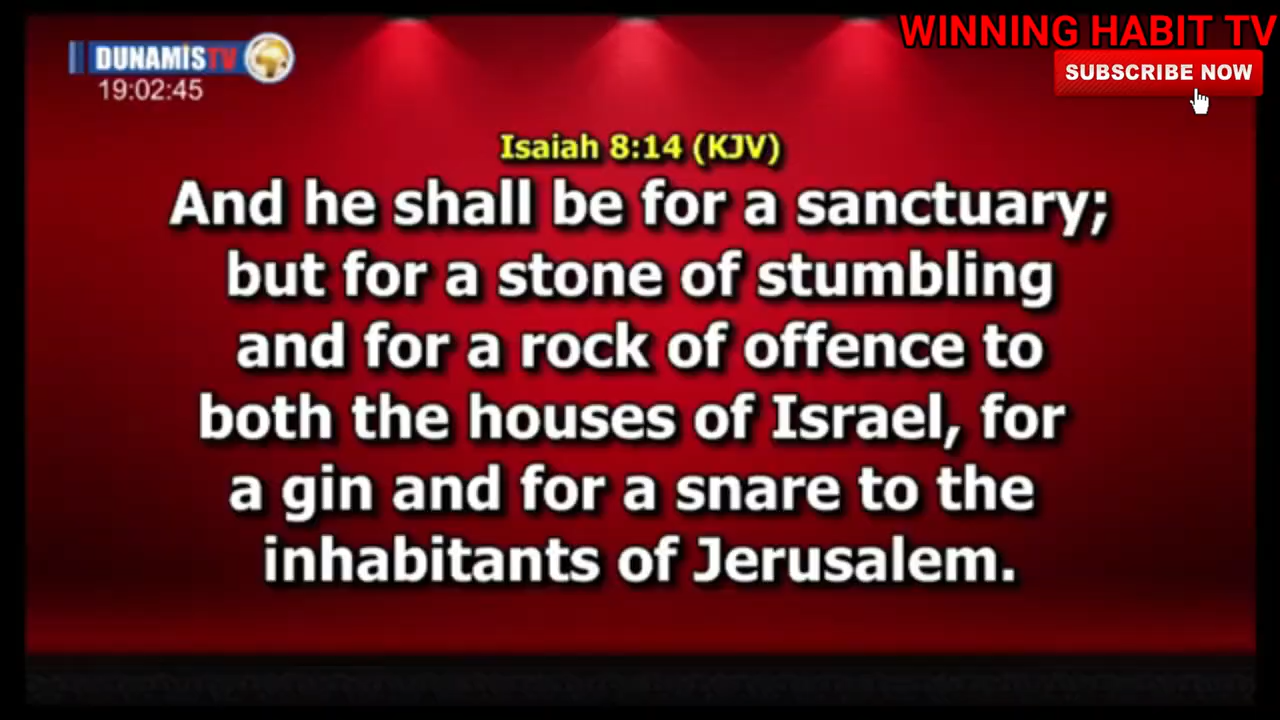 WINNING HABIT TV
DUNAMIS TV
SUBSCRIBE NOW
19:02:45
Isaiah 8:14 (KJV)
And he shall be for a sanctuary;
but for a stone of stumbling
and for a rock of offence to
both the houses of Israel, for
a gin and for a snare to the
inhabitants of Jerusalem.